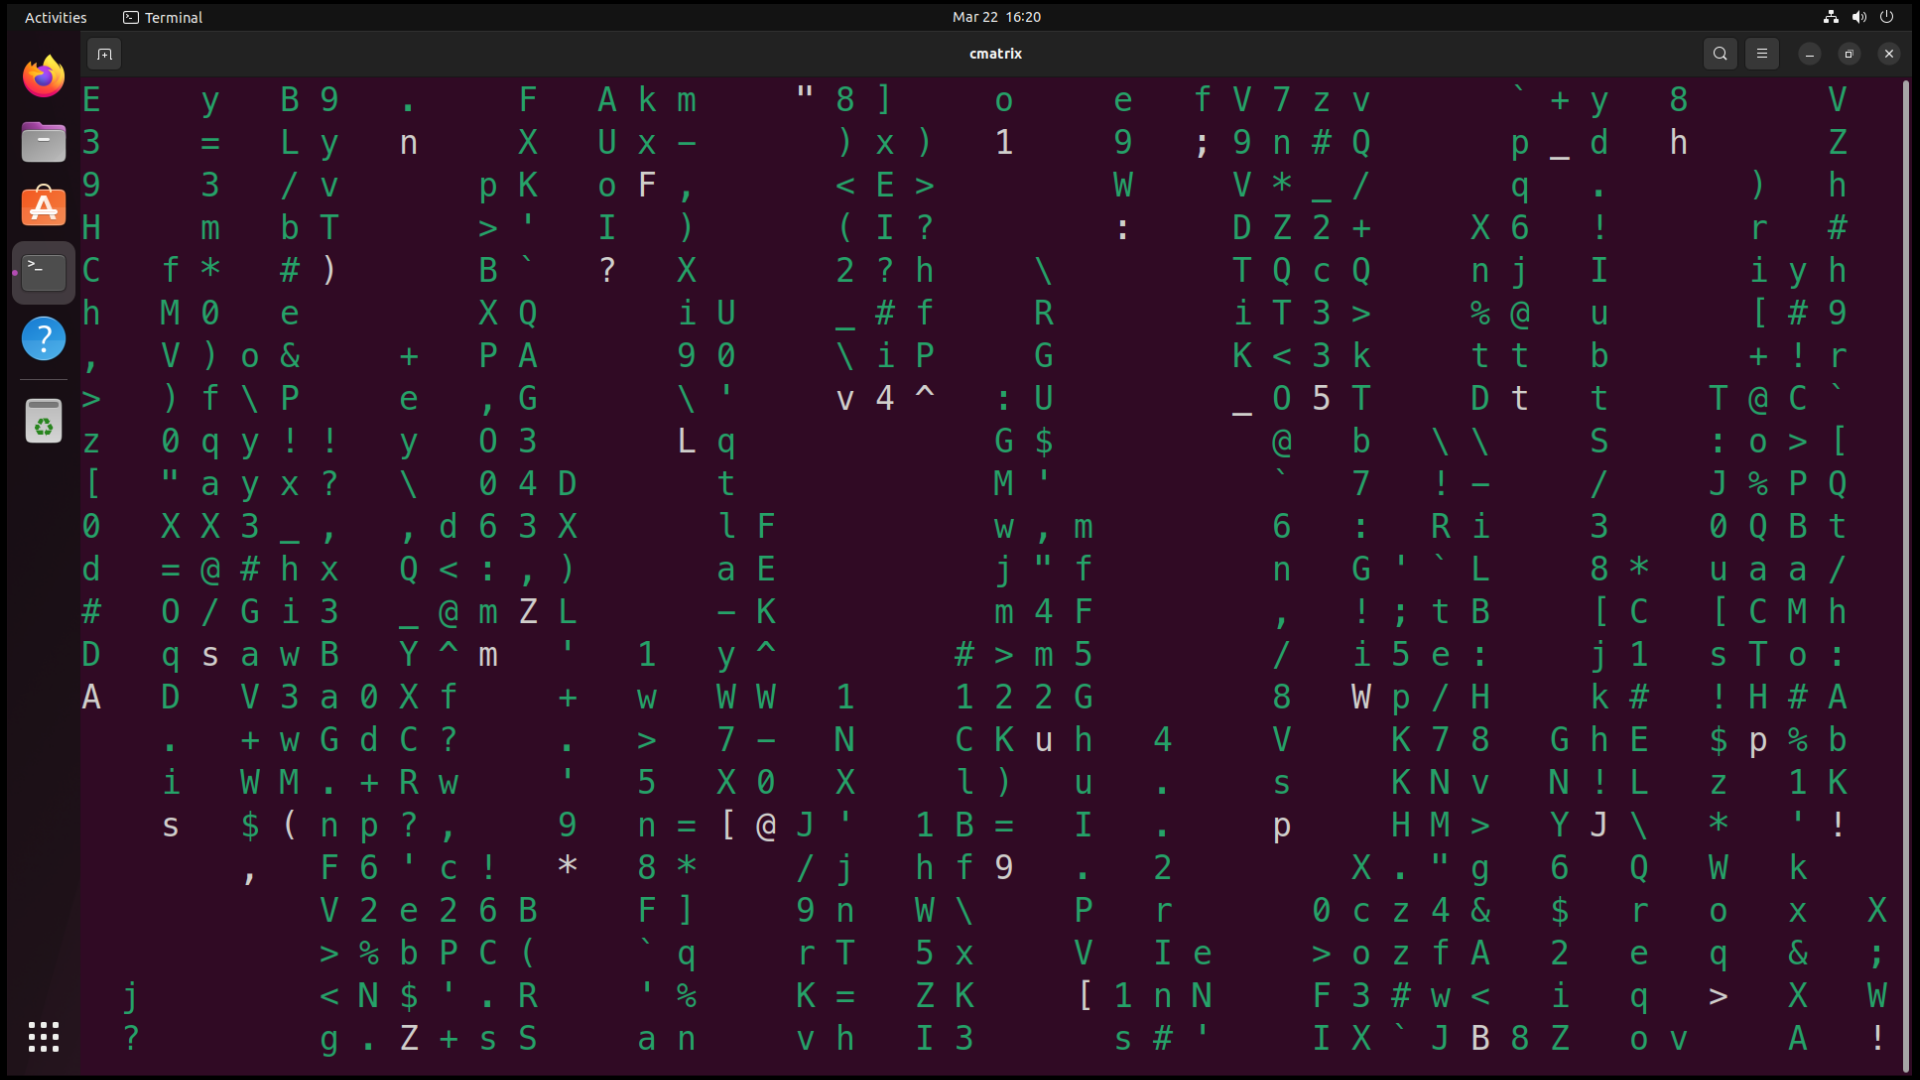 Activities Terminal Mar 22 16:20
cmatrix
E y B 9 . F A k m " 8 ] o e f V 7 z v ` + y 8 V
3 = L y n X U x - ) x ) 1 9 ; 9 n # Q p _ d h Z
9 3 / v p K o F , < E > W V * _ / q . ) h
H m b T > ' I ) ( I ? : D Z 2 + X 6 ! r #
C f * # ) B ` ? X 2 ? h \ T Q c Q n j I i y h
h M 0 e X Q i U _ # f R i T 3 > % @ u [ # 9
, V ) o & + P A 9 0 \ i P G K < 3 k t t b + ! r
> ) f \ P e , G \ ' v 4 ^ : U _ O 5 T D t t T @ C `
z 0 q y ! ! y O 3 L q G $ @ b \ \ S : o > [
[ " a y x ? \ 0 4 D t M ' ` 7 ! - / J % P Q
0 X X 3 _ , , d 6 3 X l F w , m 6 : R i 3 0 Q B t
d = @ # h x Q < : , ) a E j " f n G ' ` L 8 * u a a /
# O / G i 3 _ @ m Z L - K m 4 F , ! ; t B [ C [ C M h
D q s a w B Y ^ m ' 1 y ^ # > m 5 / i 5 e : j 1 s T o :
A D V 3 a 0 X f + w W W 1 1 2 2 G 8 W p / H k # ! H # A
. + w G d C ? . > 7 - N C K u h 4 V K 7 8 G h E $ p % b
i W M . + R w ' 5 X 0 X l ) u . s K N v N ! L z 1 K
s $ ( n p ? , 9 n = [ @ J ' 1 B = I . p H M > Y J \ * ' !
, F 6 ' c ! * 8 * / j h f 9 . 2 X . " g 6 Q W k
V 2 e 2 6 B F ] 9 n W \ P r 0 c z 4 & $ r o x X
> % b P C ( ` q r T 5 x V I e > o z f A 2 e q & ;
j < N $ ' . R ' % K = Z K [ 1 n N F 3 # w < i q > X W
? g . Z + s S a n v h I 3 s # ' I X ` J B 8 Z o v A !